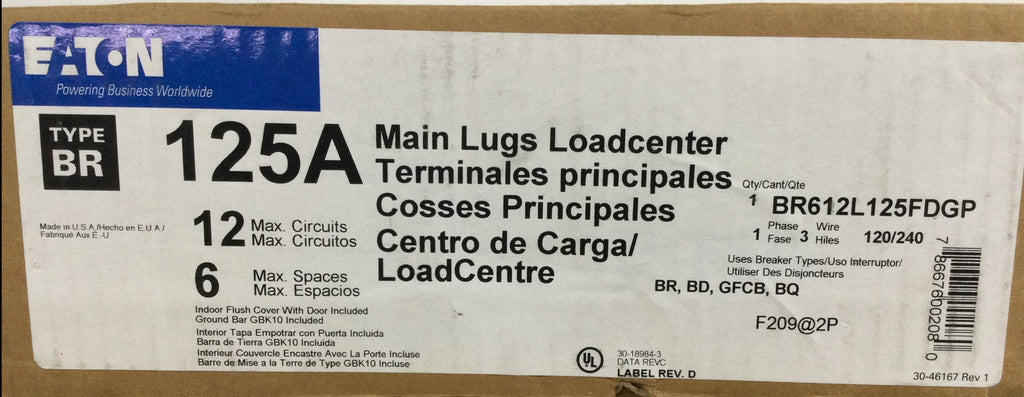 EATON
Powering Business Worldwide
TYPE
BR
125A
Main Lugs Loadcenter
Terminales principales
Cosses Principales
Centro de Carga/
LoadCentre
Made in U.S.A./Hecho en E.U.A./
Fabriqué Aux É.-U
12 Max. Circuits
Max. Circuitos
6 Max. Spaces
Max. Espacios
Indoor Flush Cover With Door Included
Ground Bar GBK10 Included
Interior Tapa Empotrar con Puerta Incluida
Barra de Tierra GBK10 Incluida
Interieur Couvercle Encastre Avec La Porte Incluse
Barre de Mise a la Terre de Type GBK10 Incluse
Qty/Cant/Qte
1 BR612L125FDGP
1 Phase Fase 3 Wire Hiles 120/240
Uses Breaker Types/Uso Interruptor/
Utiliser Des Disjoncteurs
BR, BD, GFCB, BQ
F209@2P
UL
30-18984-3
DATA REVC
LABEL REV. D
7 8667600208 0
30-46167 Rev 1